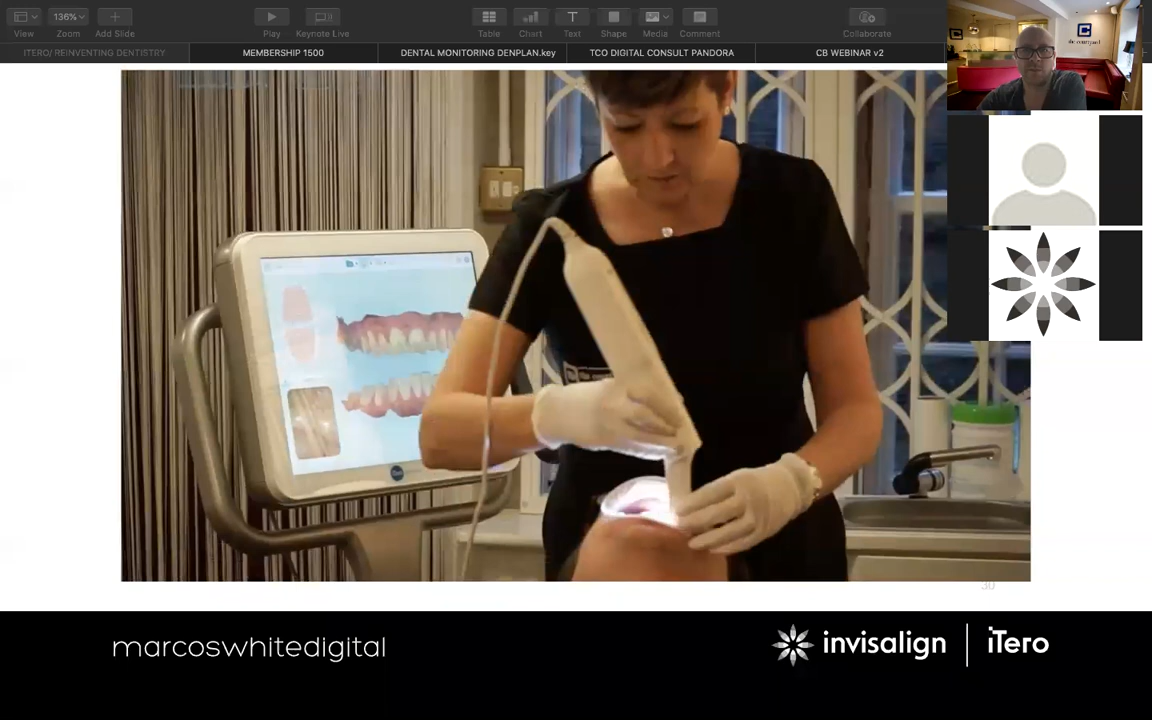 136%
View
Zoom
Add Slide
Play
Keynote Live
Table
Chart
Text
Shape
Media
Comment
Collaborate
ITERO/ REINVENTING DENTISTRY
MEMBERSHIP 1500
DENTAL MONITORING DENPLAN.key
TCO DIGITAL CONSULT PANDORA
CB WEBINAR v2
30
marcoswhitedigital
invisalign
iTero